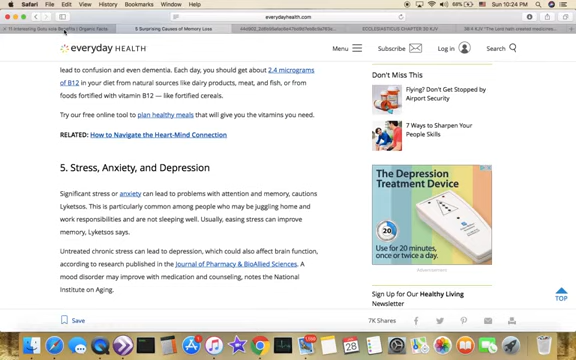 Safari File Edit View History Bookmarks Window Help
Sun 10:24 PM
everydayhealth.com
5 Surprising Causes of Memory Loss
ECCLESIASTICUS CHAPTER 38 KJV
everyday HEALTH
Menu
Subscribe
Log in
Search
lead to confusion and even dementia. Each day, you should get about 2.4 micrograms
of B12 in your diet from natural sources like dairy products, meat, and fish, or from
foods fortified with vitamin B12 — like fortified cereals.
Try our free online tool to plan healthy meals that will give you the vitamins you need.
RELATED: How to Navigate the Heart-Mind Connection
5. Stress, Anxiety, and Depression
Significant stress or anxiety can lead to problems with attention and memory, cautions
Lyketsos. This is particularly common among people who may be juggling home and
work responsibilities and are not sleeping well. Usually, easing stress can improve
memory, Lyketsos says.
Untreated chronic stress can lead to depression, which could also affect brain function,
according to research published in the Journal of Pharmacy & BioAllied Sciences. A
mood disorder may improve with medication and counseling, notes the National
Institute on Aging.
Don't Miss This
Flying? Don't Get Stopped by
Airport Security
7 Ways to Sharpen Your
People Skills
The Depression
Treatment Device
20
Use for 20 minutes,
once or twice a day.
Advertisement
Sign Up for Our Healthy Living
Newsletter
TOP
Save
7K Shares
28